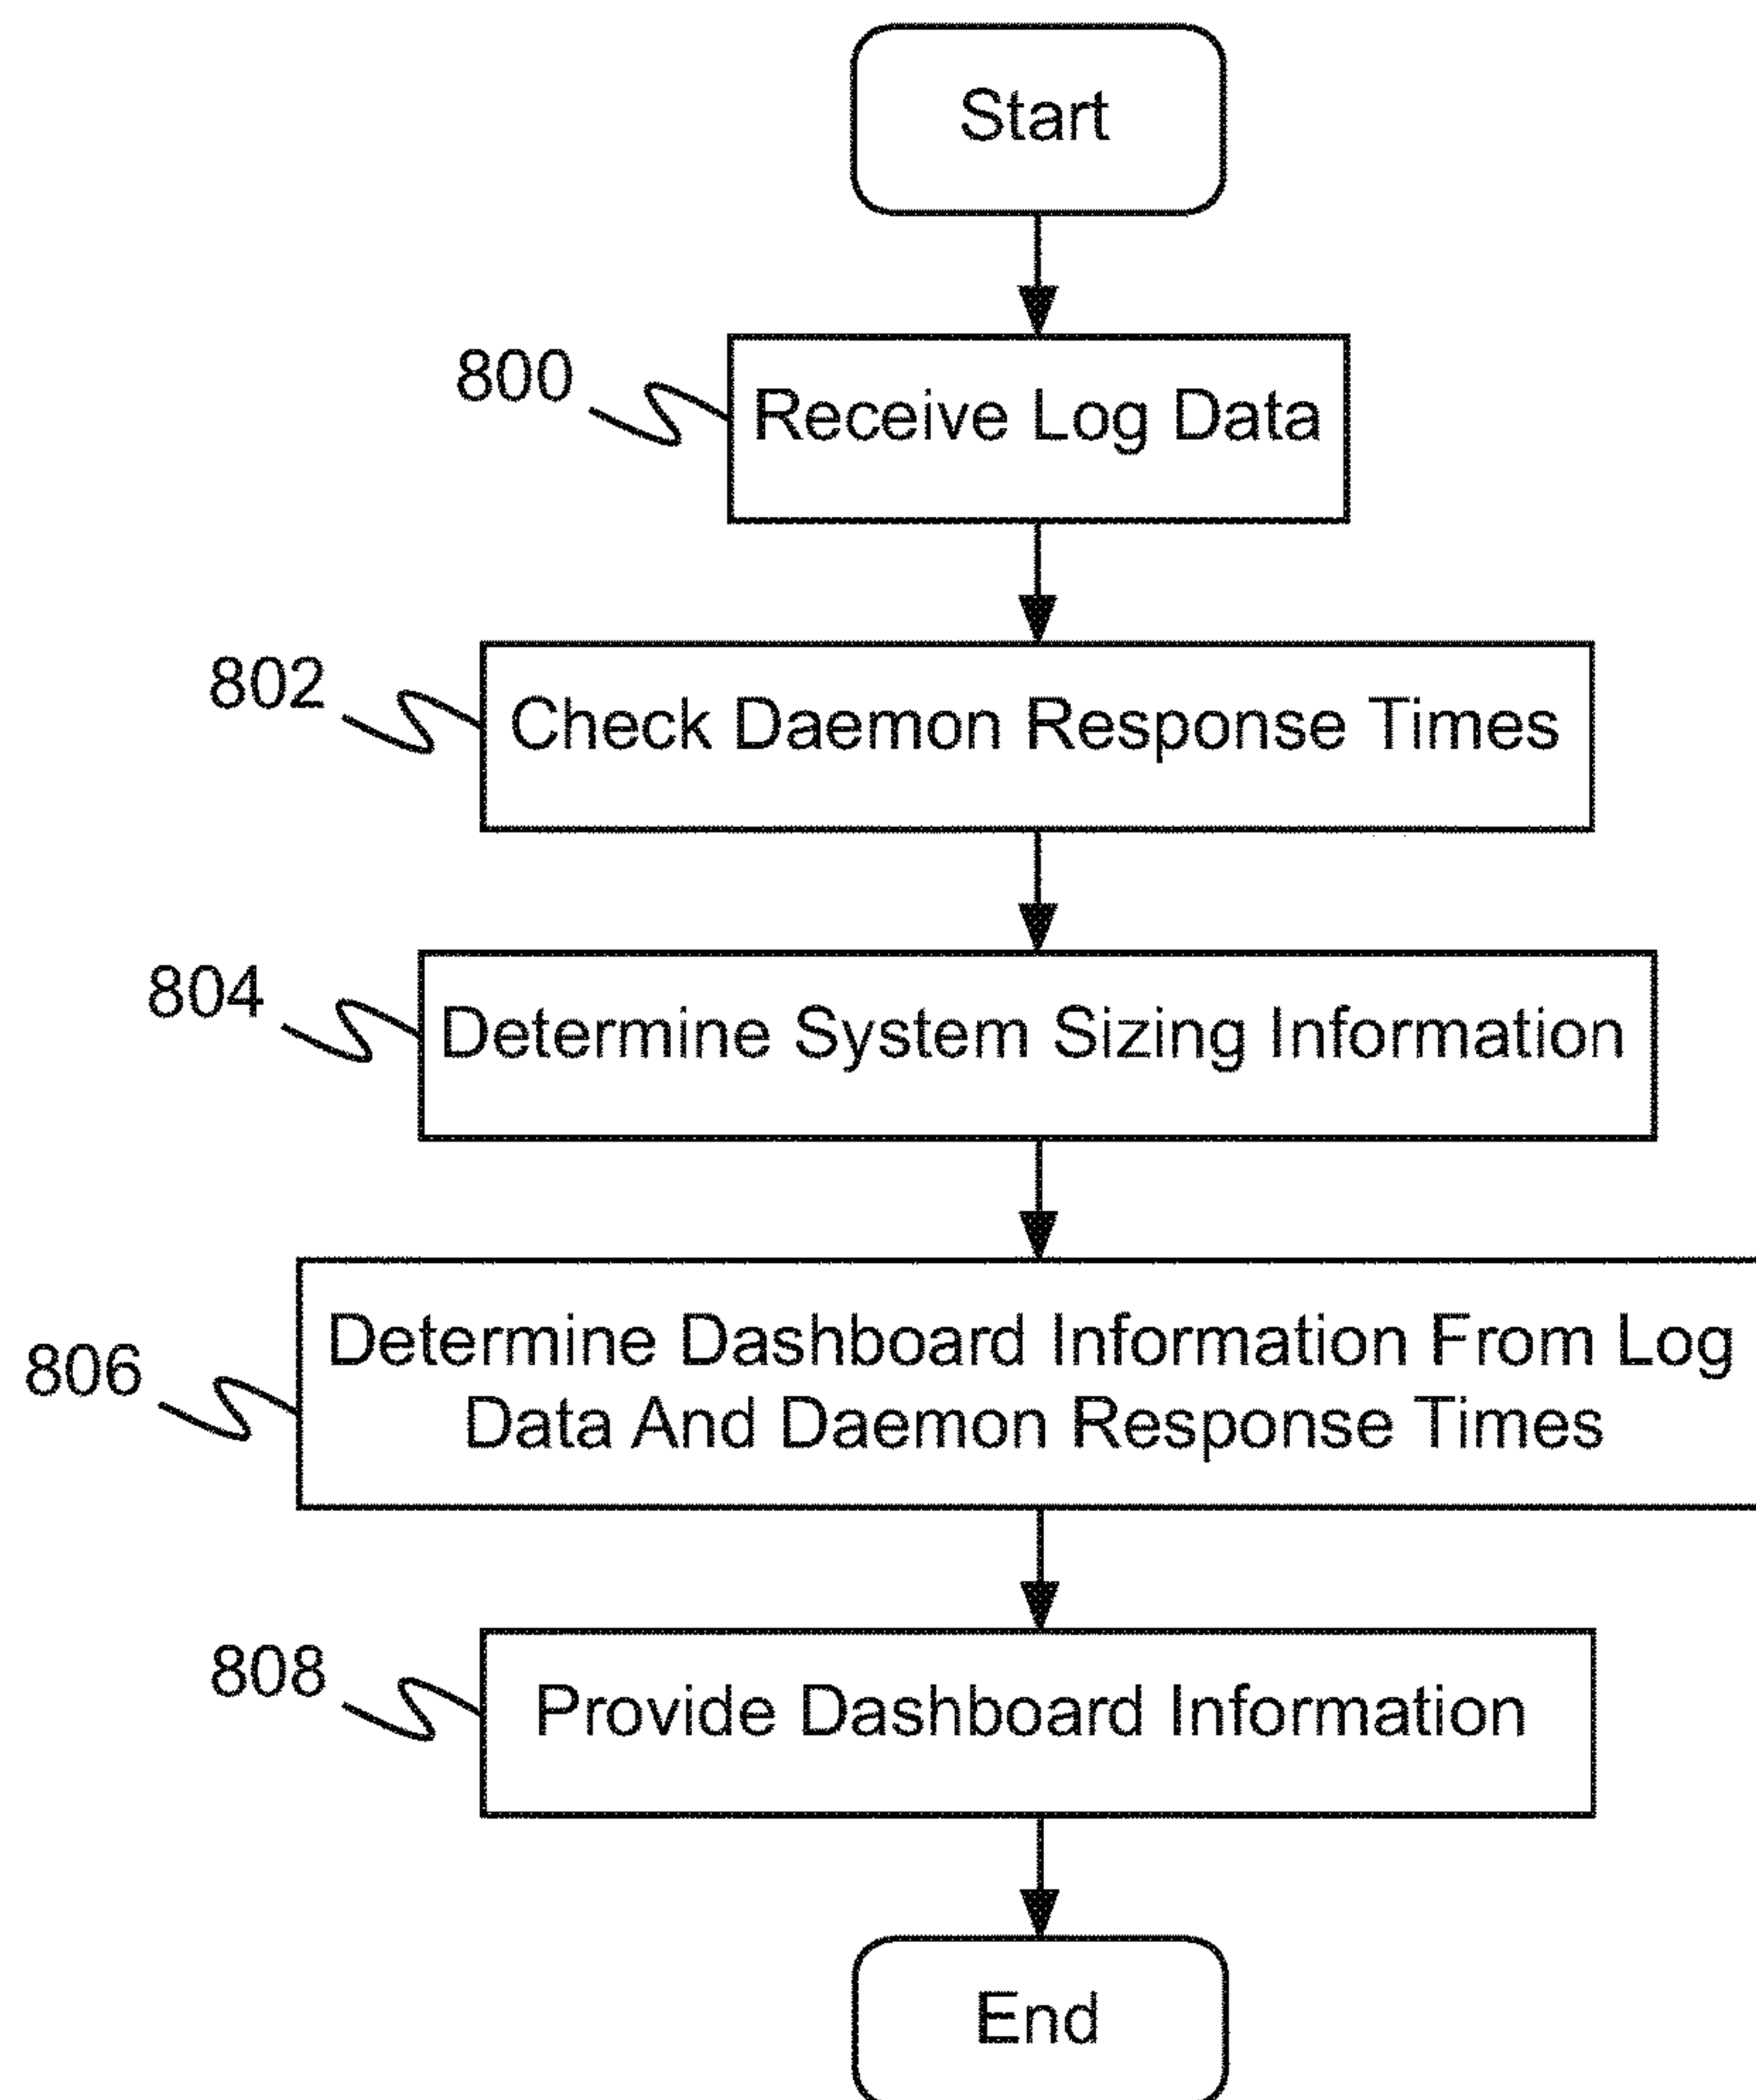 Start
800
Receive Log Data
802
Check Daemon Response Times
804
Determine System Sizing Information
806
Determine Dashboard Information From Log
Data And Daemon Response Times
808
Provide Dashboard Information
End